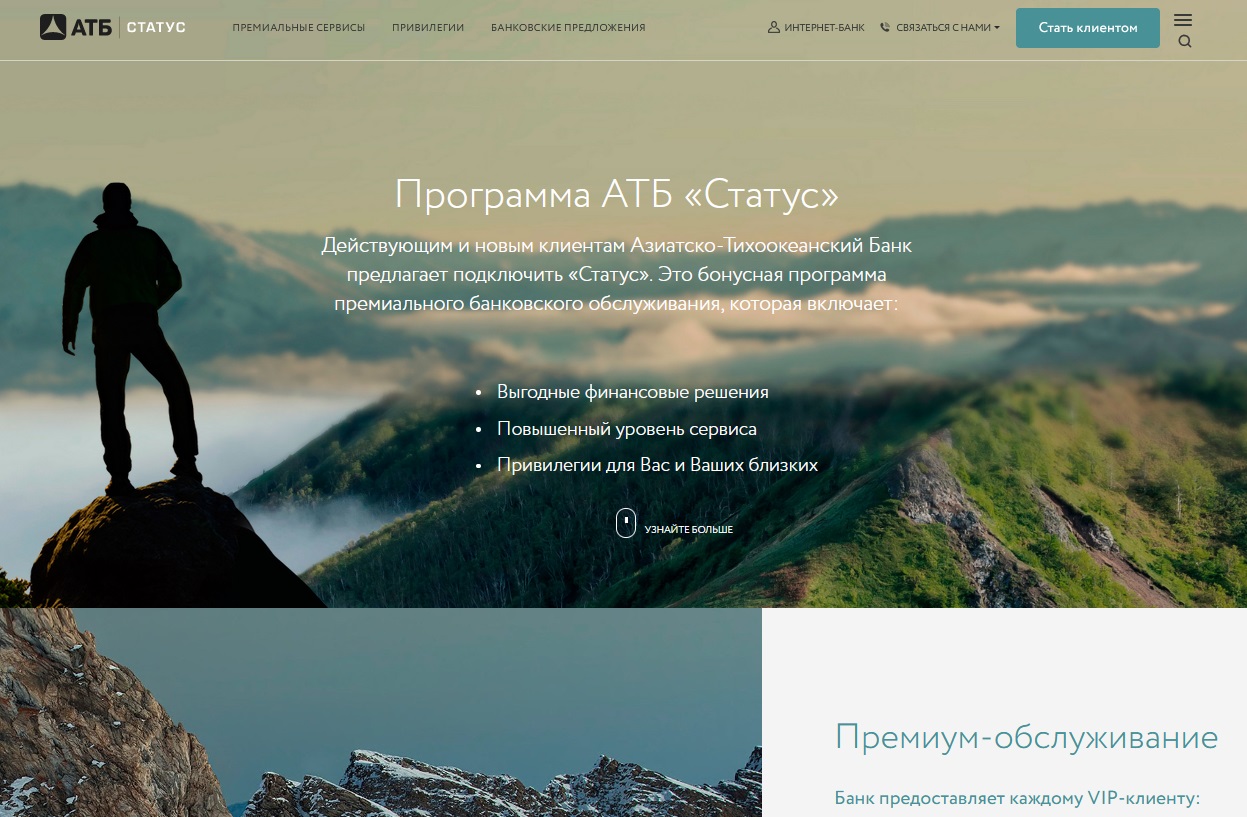 АТБ СТАТУС
ПРЕМИАЛЬНЫЕ СЕРВИСЫ ПРИВИЛЕГИИ БАНКОВСКИЕ ПРЕДЛОЖЕНИЯ ИНТЕРНЕТ-БАНК СВЯЗАТЬСЯ С НАМИ Стать клиентом
Программа АТБ «Статус»
Действующим и новым клиентам Азиатско-Тихоокеанский Банк
предлагает подключить «Статус». Это бонусная программа
премиального банковского обслуживания, которая включает:
• Выгодные финансовые решения
• Повышенный уровень сервиса
• Привилегии для Вас и Ваших близких
УЗНАЙТЕ БОЛЬШЕ
Премиум-обслуживание
Банк предоставляет каждому VIP-клиенту: